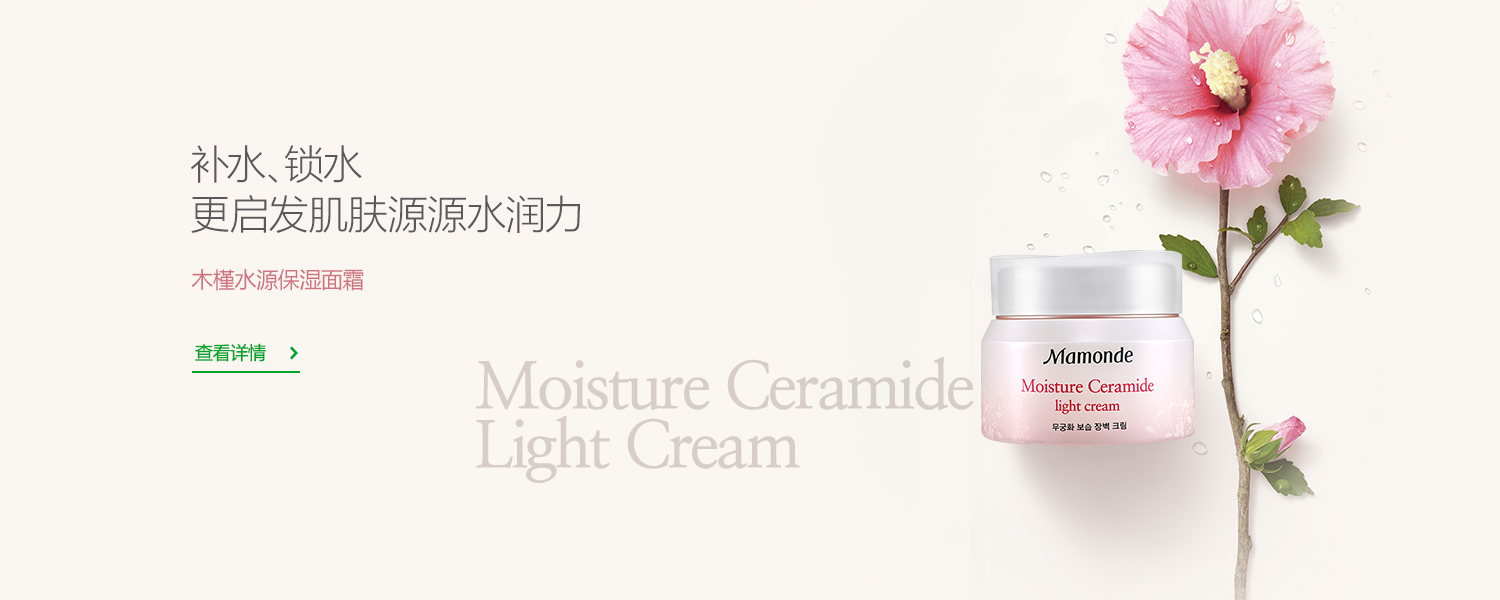 补水、锁水
更启发肌肤源源水润力
木槿水源保湿面霜
查看详情
Moisture Ceramide
Light Cream
Mamonde
Moisture Ceramide
light cream
무궁화 보습 장벽 크림